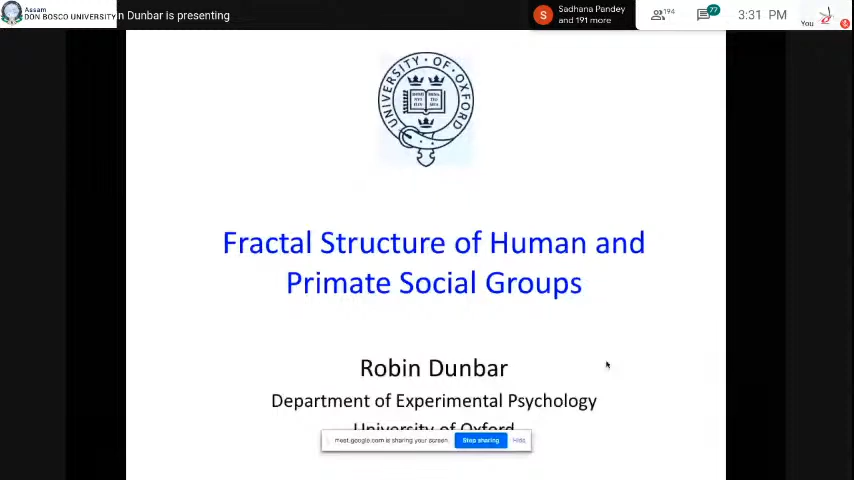 Assam
DON BOSCO UNIVERSITY
n Dunbar is presenting
S
Sadhana Pandey
and 191 more
194
77
3:31 PM
You
UNIVERSITY · OF · OXFORD
Fractal Structure of Human and
Primate Social Groups
Robin Dunbar
Department of Experimental Psychology
University of Oxford
meet.google.com is sharing your screen.
Stop sharing
Hide